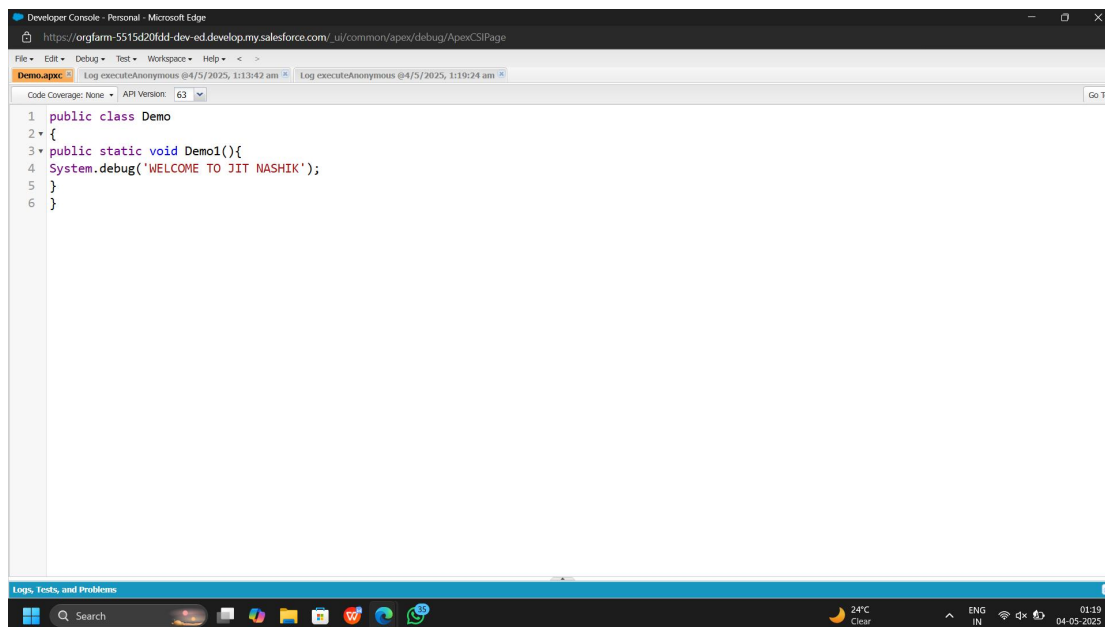 Developer Console - Personal - Microsoft Edge
https://orgfarm-5515d20fdd-dev-ed.develop.my.salesforce.com/_ui/common/apex/debug/ApexCSIPage
File Edit Debug Test Workspace Help < >
Demo.apxc Log executeAnonymous @4/5/2025, 1:13:42 am Log executeAnonymous @4/5/2025, 1:19:24 am
Code Coverage: None API Version: 63 Go T
1 public class Demo
2 {
3 public static void Demo1(){
4 System.debug('WELCOME TO JIT NASHIK');
5 }
6 }
Logs, Tests, and Problems
Search 35 24°C ENG 01:19
Clear IN 04-05-2025